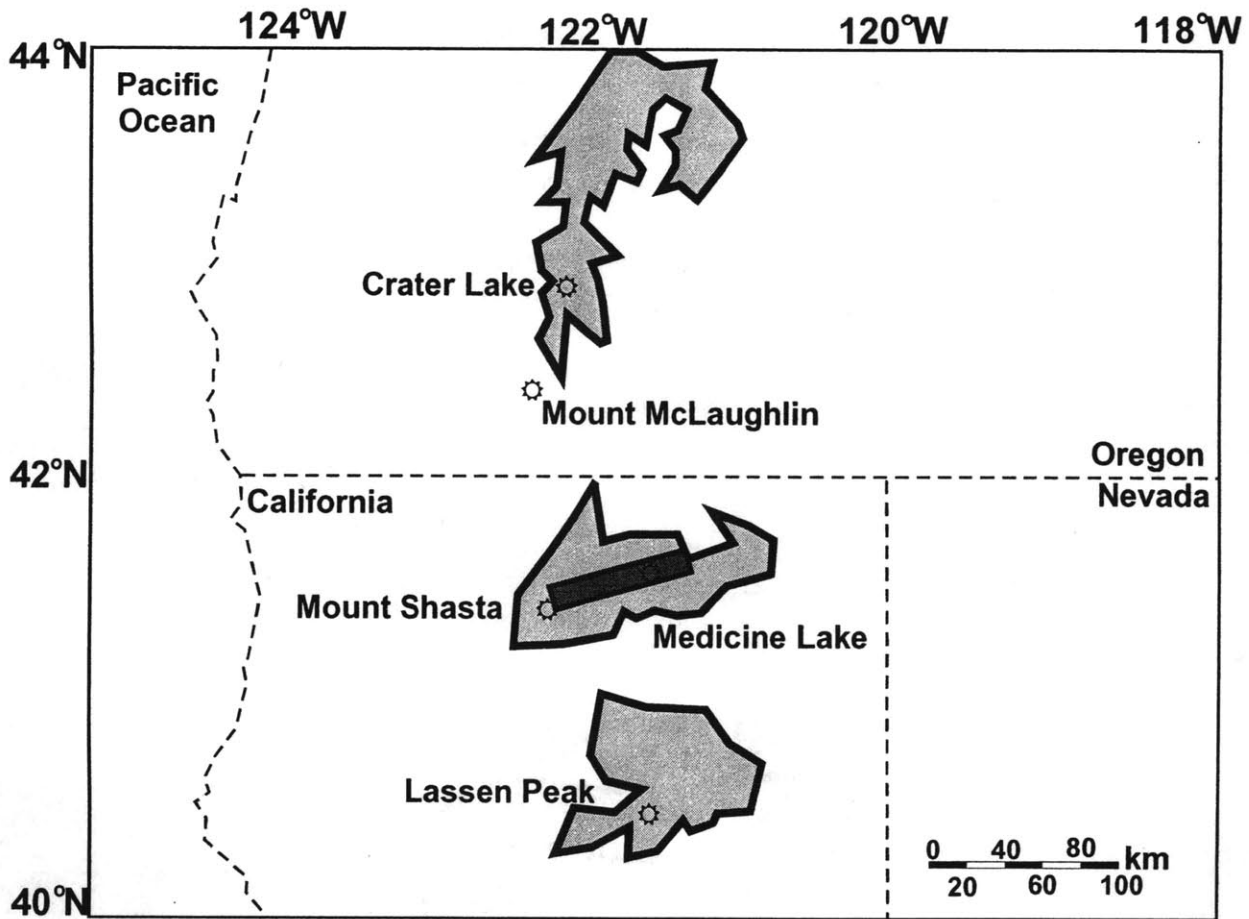 124°W 122°W 120°W 118°W
44°N
Pacific
Ocean
Crater Lake
Mount McLaughlin
42°N
Oregon
California
Nevada
Mount Shasta
Medicine Lake
Lassen Peak
0 40 80 km
20 60 100
40°N